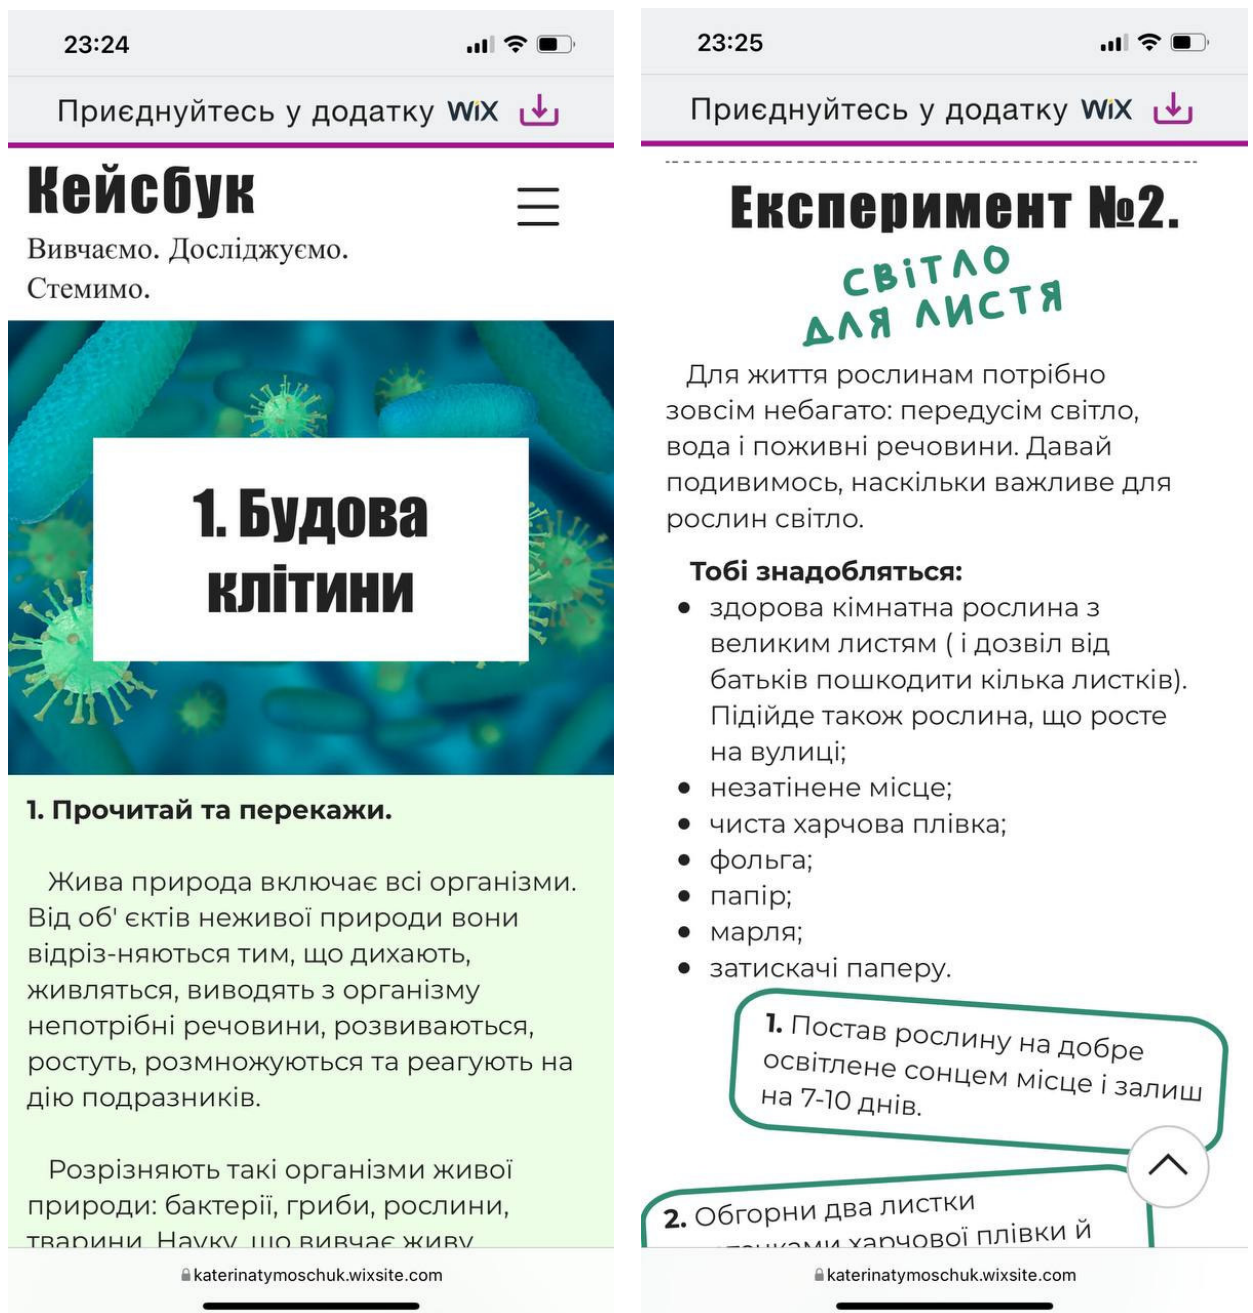 23:24
Приєднуйтесь у додатку WiX
Кейсбук
Вивчаємо. Досліджуємо.
Стемимо.
1. Будова
клітини
1. Прочитай та перекажи.
Жива природа включає всі організми.
Від об' єктів неживої природи вони
відріз-няються тим, що дихають,
живляться, виводять з організму
непотрібні речовини, розвиваються,
ростуть, розмножуються та реагують на
дію подразників.
Розрізняють такі організми живої
природи: бактерії, гриби, рослини,
тварини. Науку, що вивчає живу
katerinatymoschuk.wixsite.com
23:25
Приєднуйтесь у додатку WiX
Експеримент №2.
СВіТЛО
ДЛЯ ЛИСТЯ
Для життя рослинам потрібно
зовсім небагато: передусім світло,
вода і поживні речовини. Давай
подивимось, наскільки важливе для
рослин світло.
Тобі знадобляться:
● здорова кімнатна рослина з
великим листям ( і дозвіл від
батьків пошкодити кілька листків).
Підійде також рослина, що росте
на вулиці;
● незатінене місце;
● чиста харчова плівка;
● фольга;
● папір;
● марля;
● затискачі паперу.
1. Постав рослину на добре
освітлене сонцем місце і залиш
на 7-10 днів.
2. Обгорни два листки
харчової плівки й
katerinatymoschuk.wixsite.com